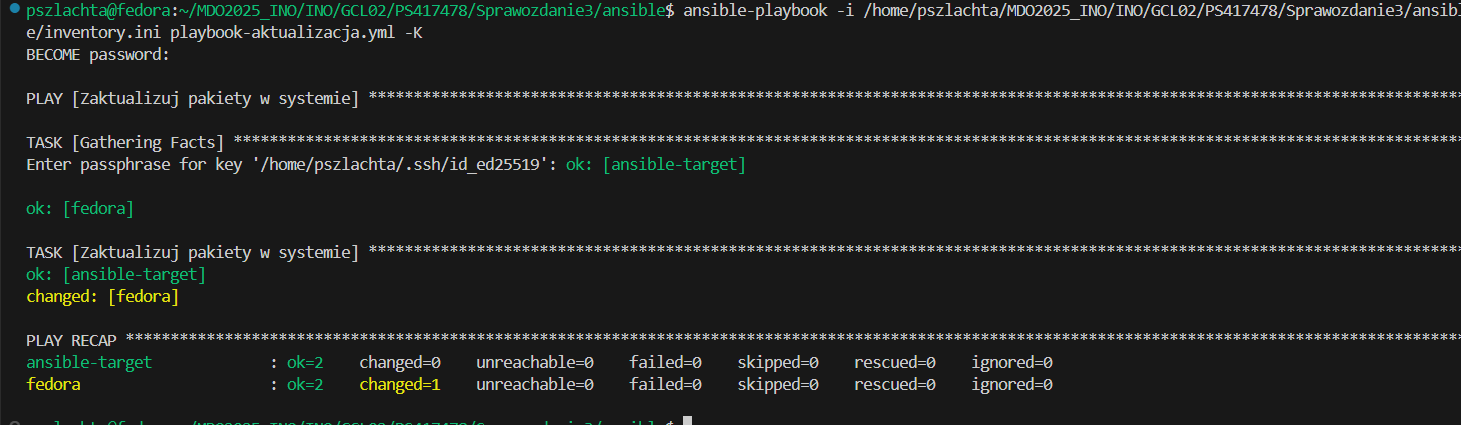 pszlachta@fedora:~/MDO2025_INO/INO/GCL02/PS417478/Sprawozdanie3/ansible$ ansible-playbook -i /home/pszlachta/MDO2025_INO/INO/GCL02/PS417478/Sprawozdanie3/ansibl
e/inventory.ini playbook-aktualizacja.yml -K
BECOME password:
PLAY [Zaktualizuj pakiety w systemie] *************************************************************************************************************************
TASK [Gathering Facts] ****************************************************************************************************************************************
Enter passphrase for key '/home/pszlachta/.ssh/id_ed25519': ok: [ansible-target]
ok: [fedora]
TASK [Zaktualizuj pakiety w systemie] *************************************************************************************************************************
ok: [ansible-target]
changed: [fedora]
PLAY RECAP ****************************************************************************************************************************************************
ansible-target : ok=2 changed=0 unreachable=0 failed=0 skipped=0 rescued=0 ignored=0
fedora : ok=2 changed=1 unreachable=0 failed=0 skipped=0 rescued=0 ignored=0